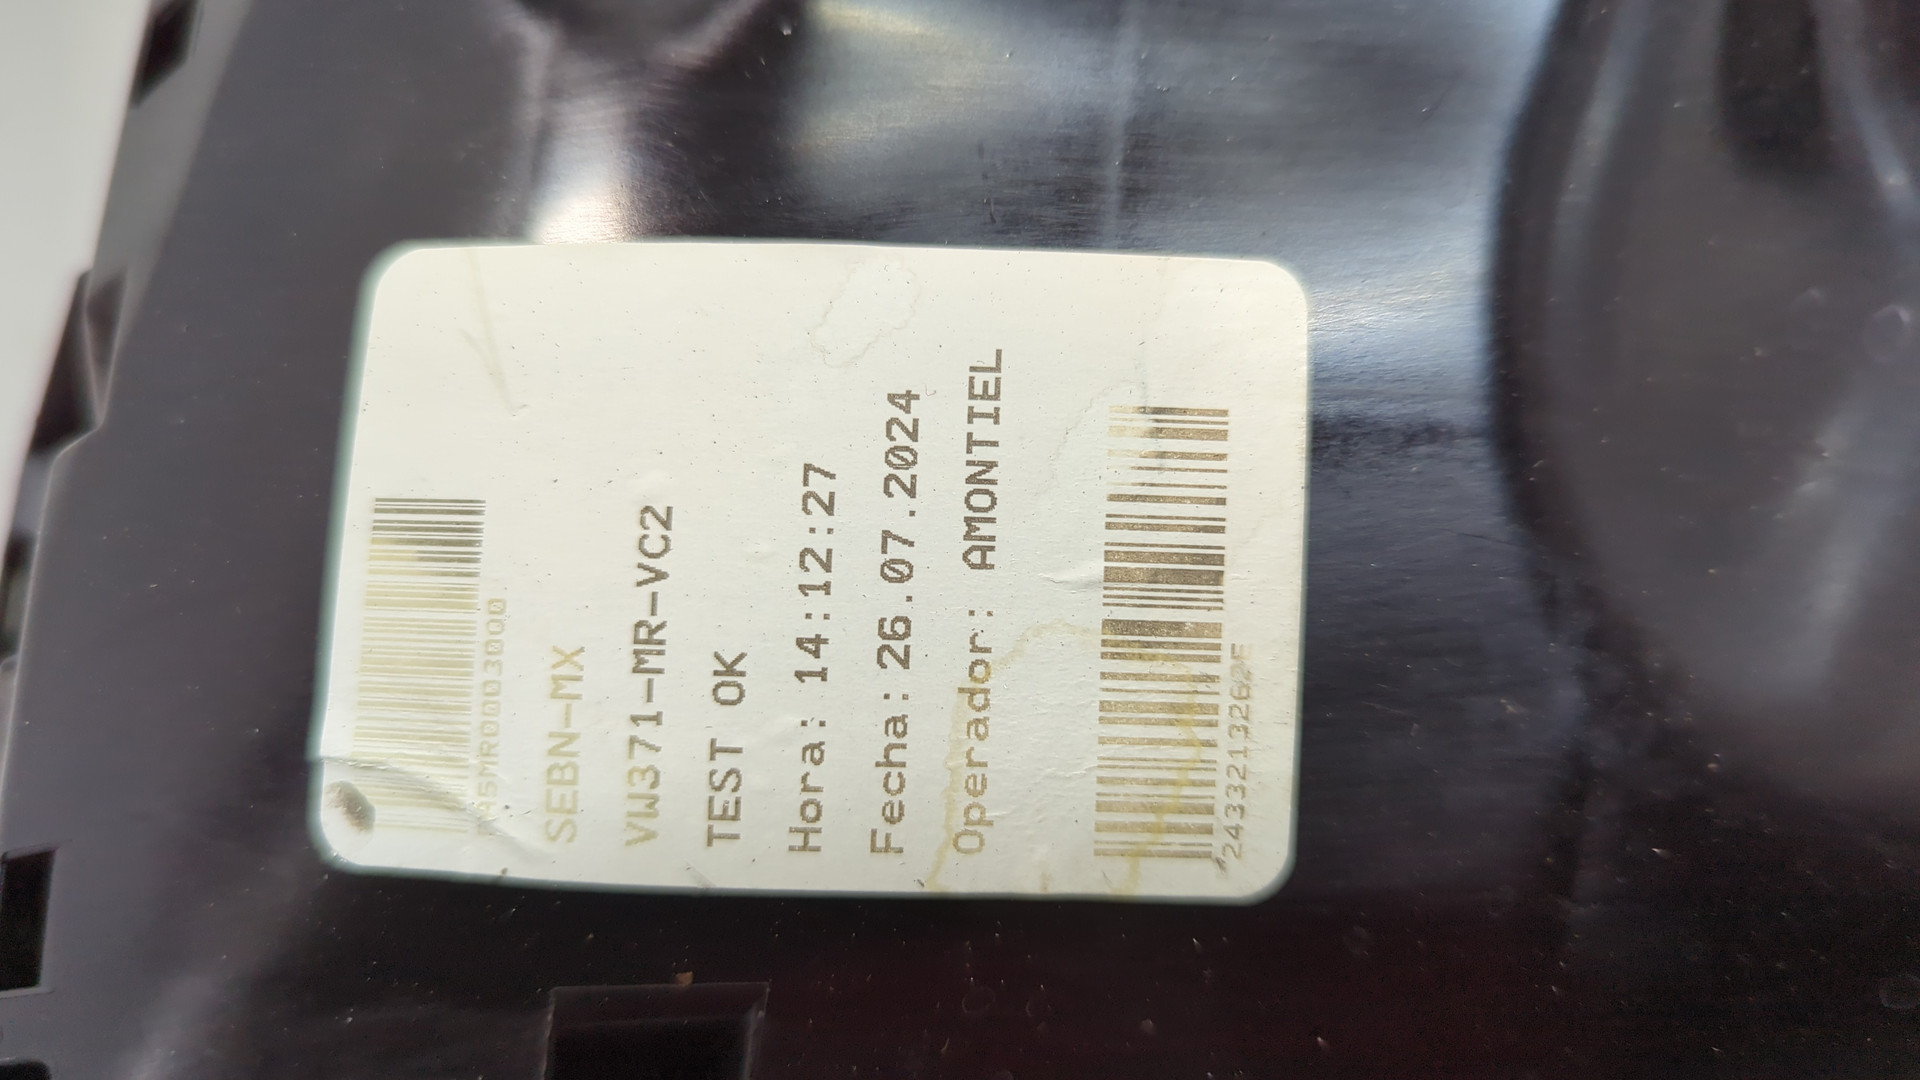 SEBN-MX
VW371-MR-VC2
TEST OK
Hora: 14:12:27
Fecha: 26.07.2024
Operador: AMONTIEL